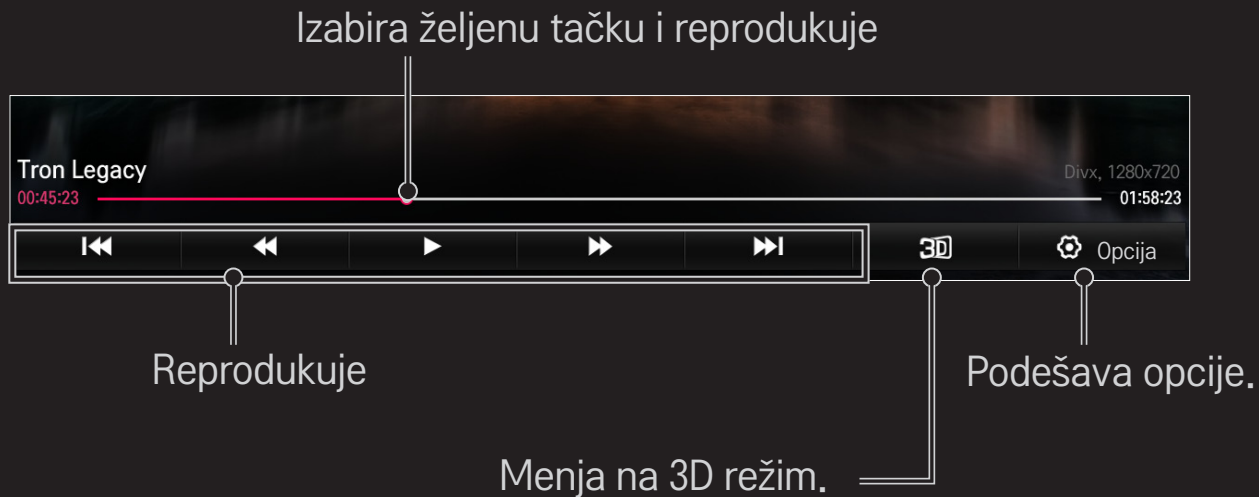 Izabira željenu tačku i reprodukuje
Tron Legacy
Divx, 1280x720
00:45:23
01:58:23
3D
Opcija
Reprodukuje
Podešava opcije.
Menja na 3D režim.